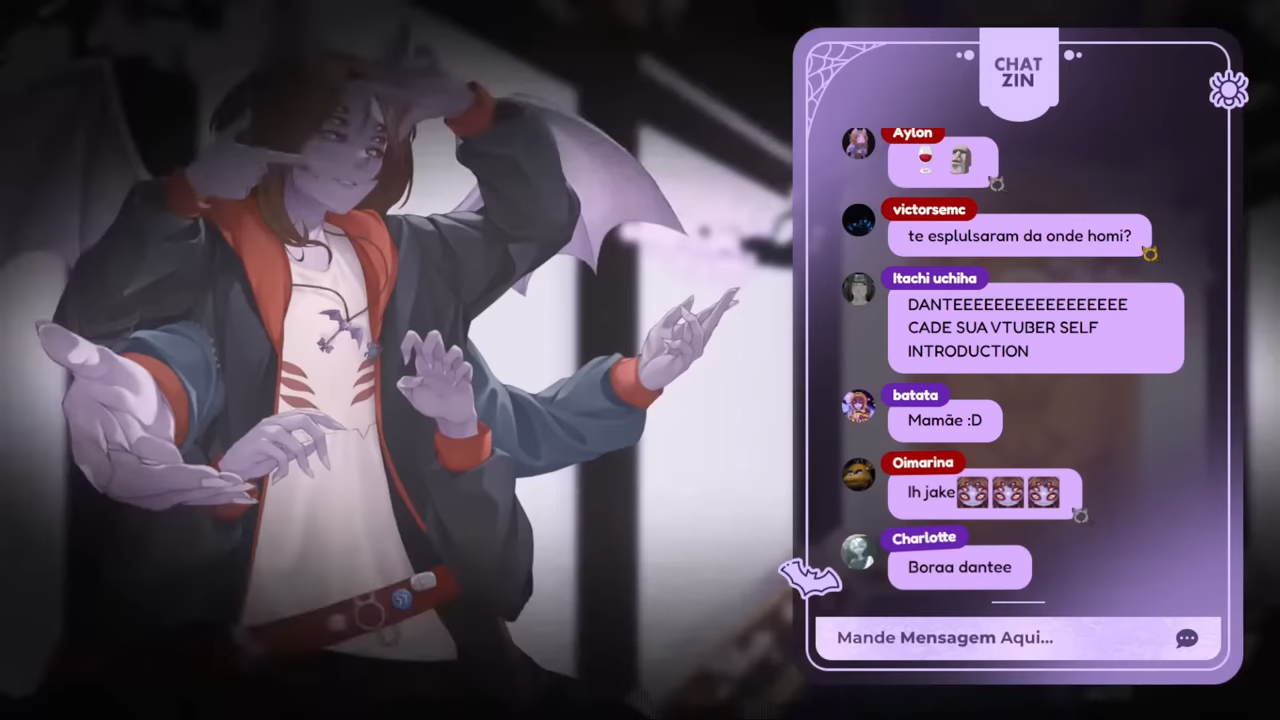 CHAT
ZIN
Aylon
victorsemc
te esplulsaram da onde homi?
Itachi uchiha
DANTEEEEEEEEEEEEEEEEE
CADE SUA VTUBER SELF
INTRODUCTION
batata
Mamãe :D
Oimarina
Ih jake
Charlotte
Boraa dantee
Mande Mensagem Aqui...